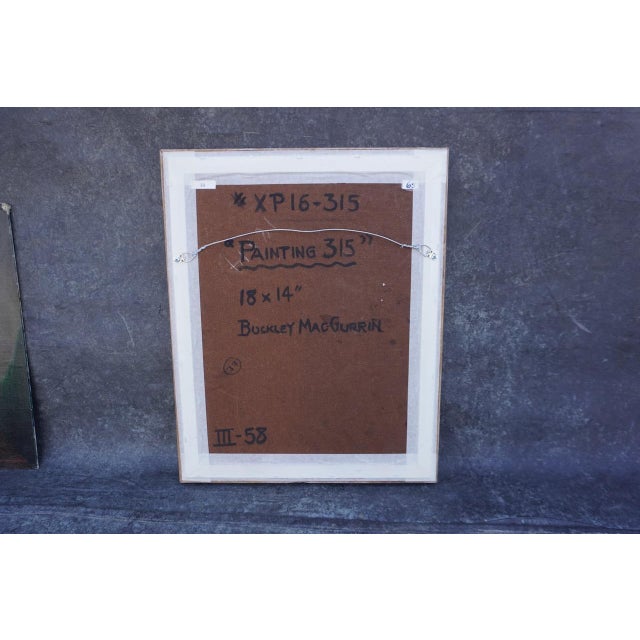 * XP16-315
"PAINTING 315"
18 x 14"
BUCKLEY MACGURRIN
III-58